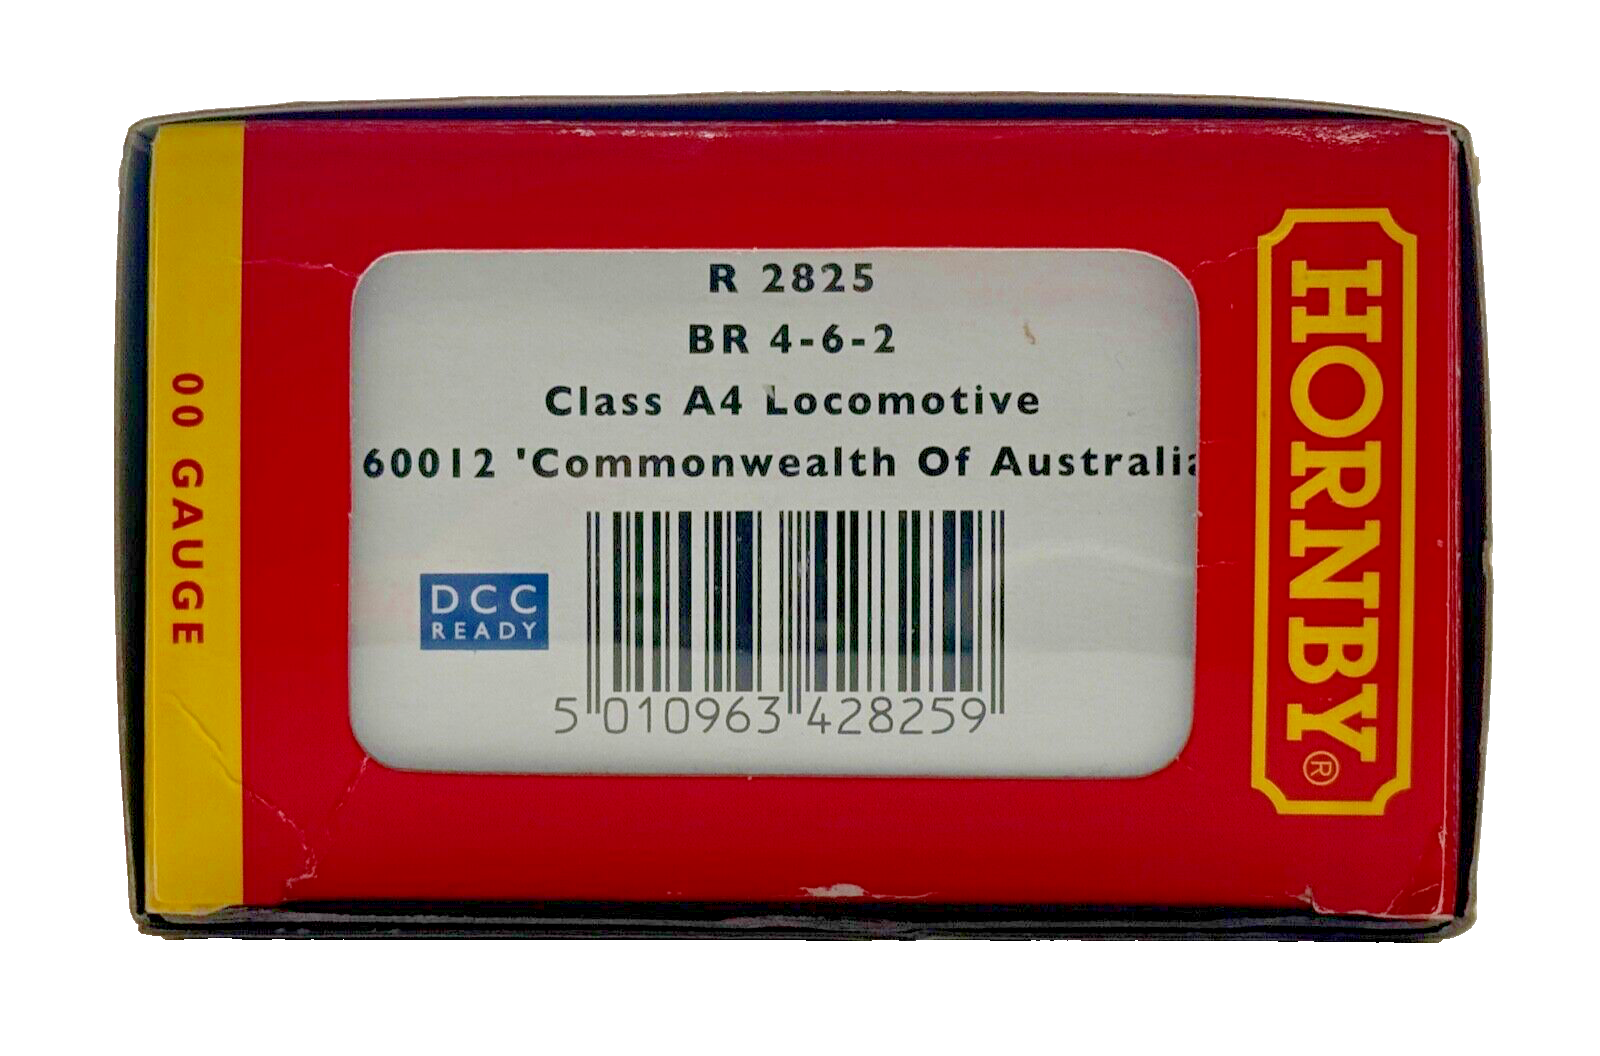 R 2825
BR 4-6-2
Class A4 Locomotive
60012 'Commonwealth Of Australia
DCC
READY
5 010963 428259
00 GAUGE
HORNBY®